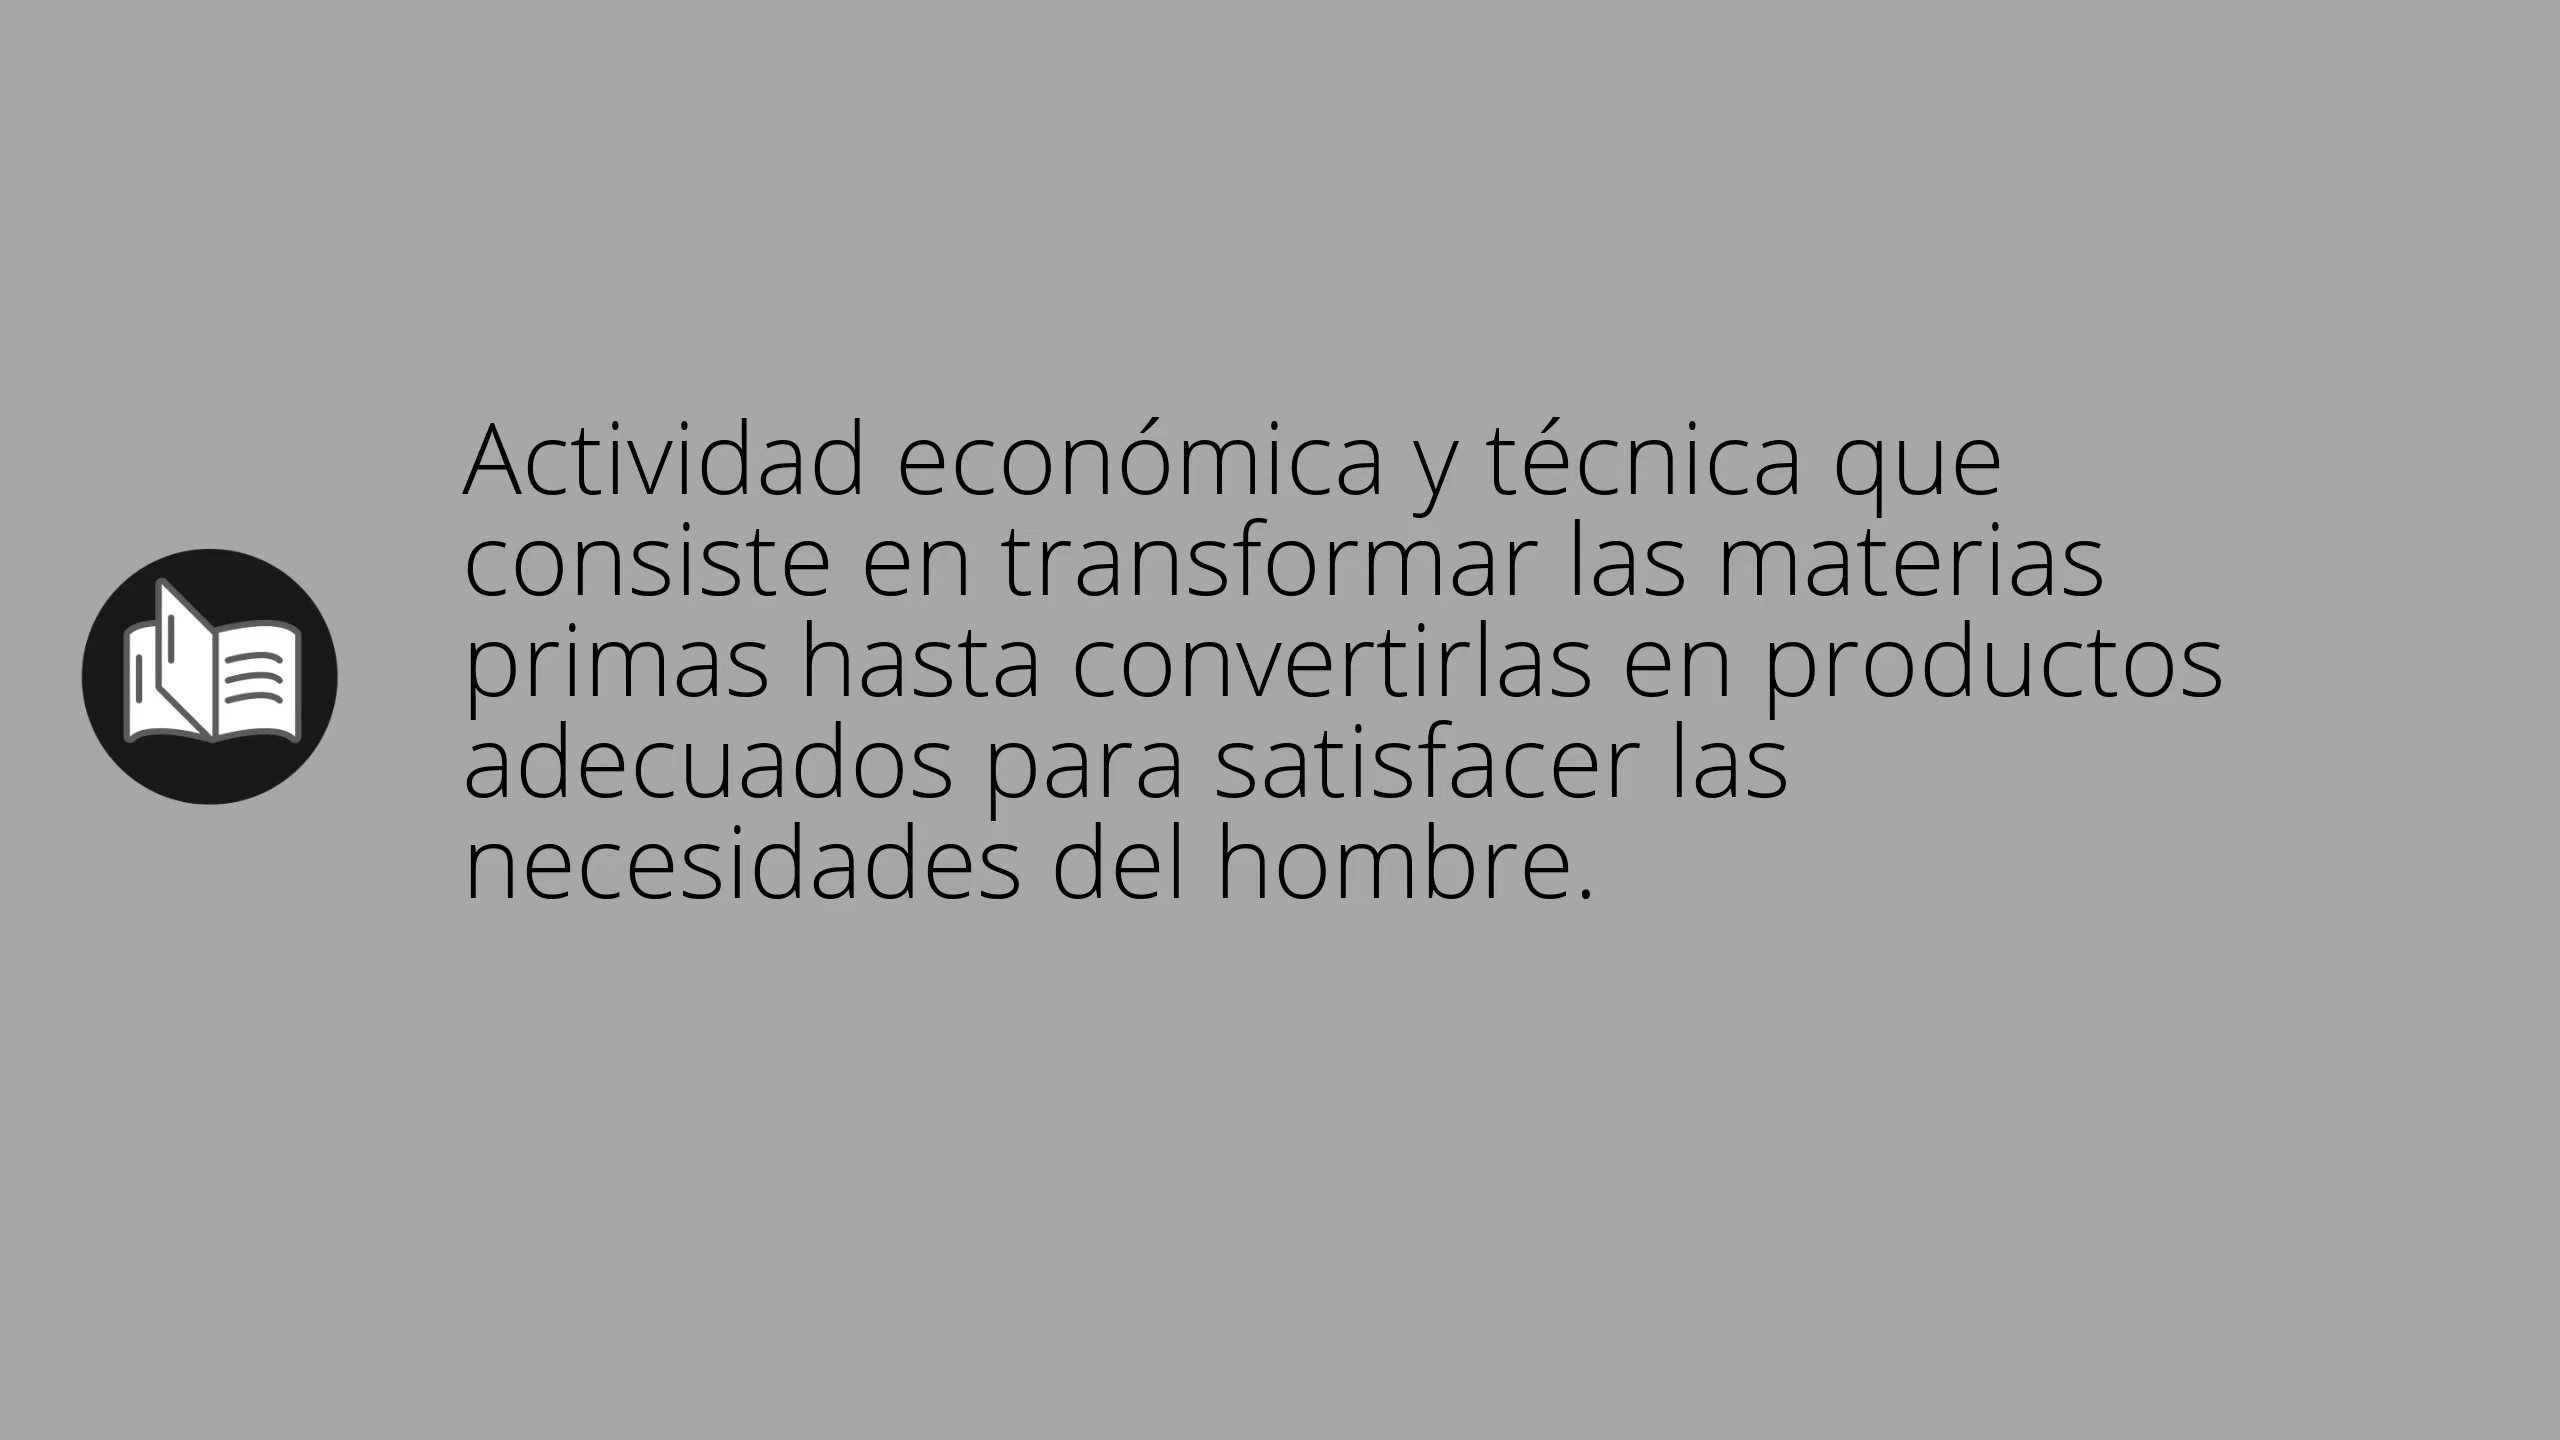 Actividad económica y técnica que
consiste en transformar las materias
primas hasta convertirlas en productos
adecuados para satisfacer las
necesidades del hombre.